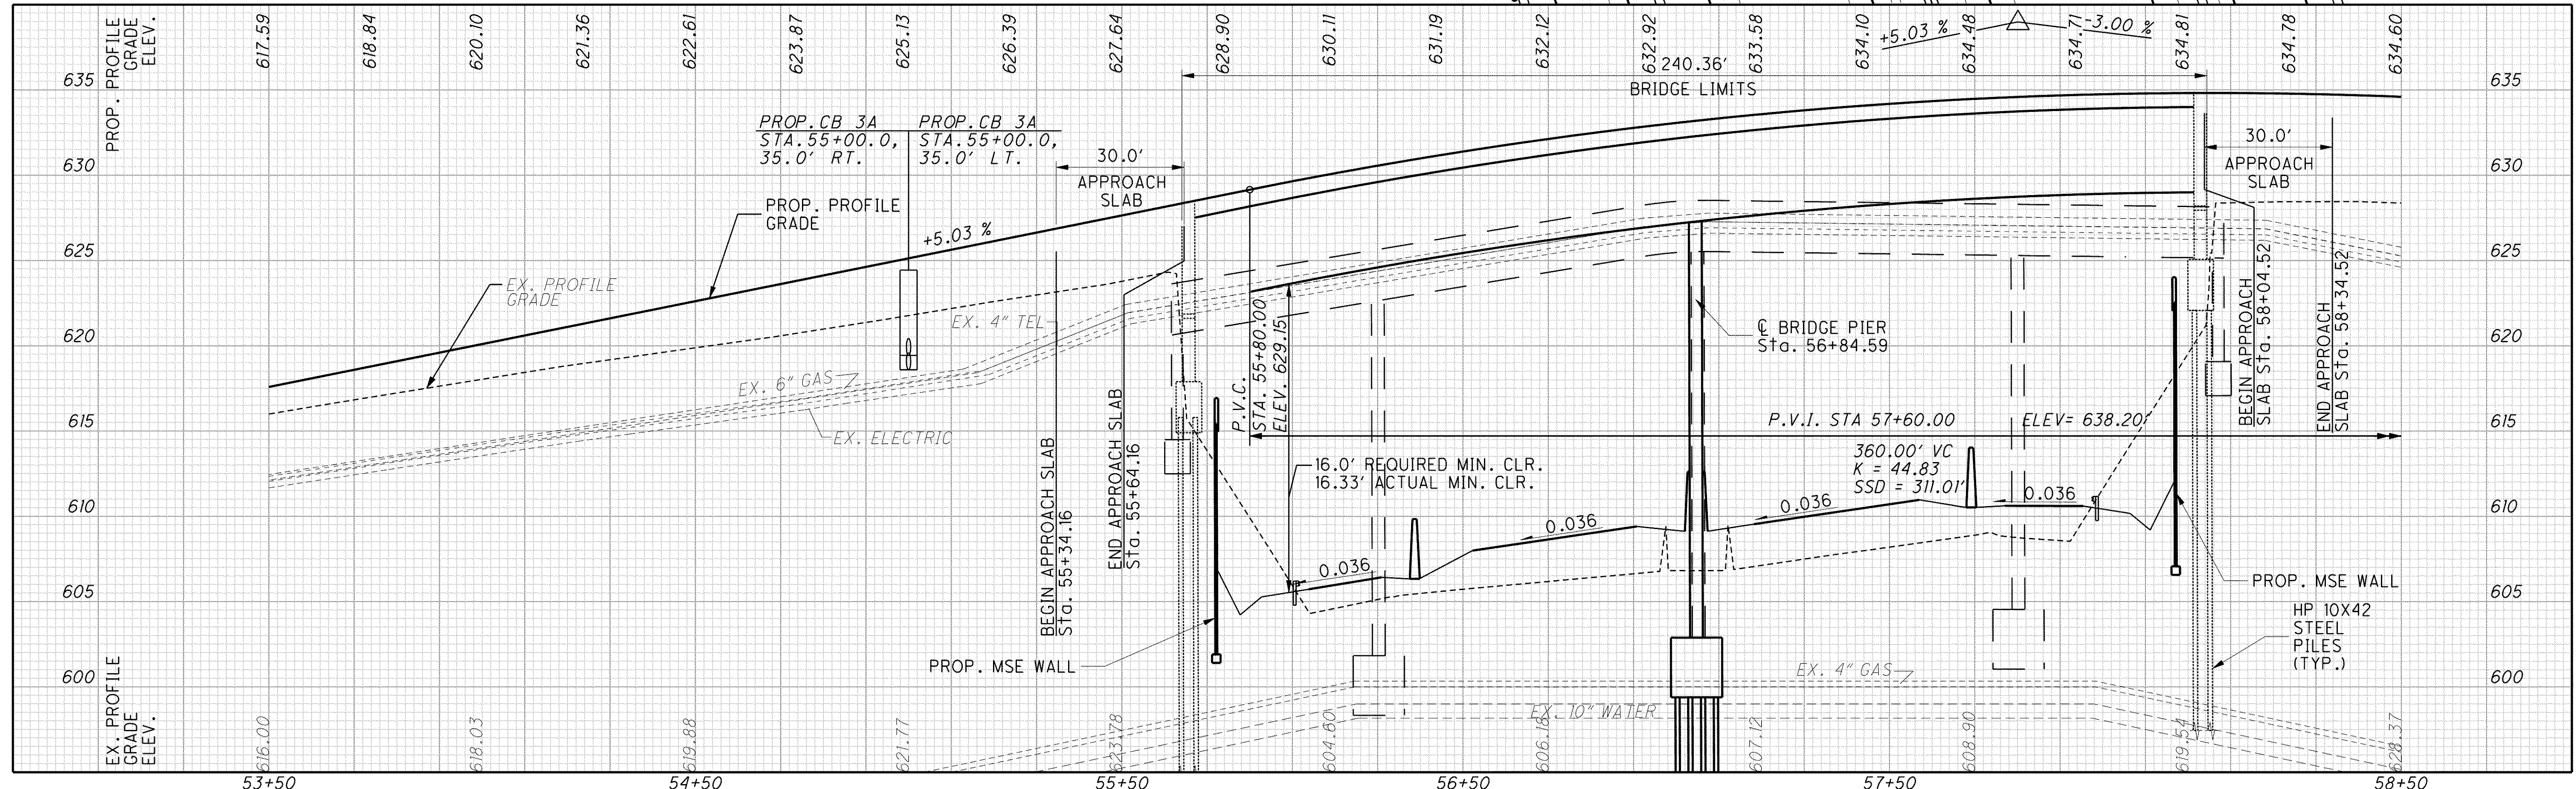 PROP. PROFILE
GRADE
ELEV.
617.59
618.84
620.10
621.36
622.61
623.87
625.13
626.39
627.64
628.90
630.11
631.19
632.12
632.92
633.58
634.10
634.48
634.71
634.81
634.78
634.60
+5.03 %
-3.00 %
240.36'
BRIDGE LIMITS
635
635
630
630
625
625
620
620
615
615
610
610
605
605
600
600
PROP.CB 3A
STA.55+00.0,
35.0' RT.
PROP.CB 3A
STA.55+00.0,
35.0' LT.
30.0'
APPROACH
SLAB
30.0'
APPROACH
SLAB
PROP. PROFILE
GRADE
+5.03 %
EX. PROFILE
GRADE
EX. 4" TEL
EX. 6" GAS
EX. ELECTRIC
BEGIN APPROACH SLAB
Sta. 55+34.16
END APPROACH SLAB
Sta. 55+64.16
P.V.C.
STA. 55+80.00
ELEV. 629.15
℄ BRIDGE PIER
Sta. 56+84.59
P.V.I. STA 57+60.00
ELEV= 638.20
360.00' VC
K = 44.83
SSD = 311.01'
16.0' REQUIRED MIN. CLR.
16.33' ACTUAL MIN. CLR.
0.036
0.036
0.036
0.036
BEGIN APPROACH
SLAB Sta. 58+04.52
END APPROACH
SLAB Sta. 58+34.52
PROP. MSE WALL
PROP. MSE WALL
HP 10X42
STEEL
PILES
(TYP.)
EX. 4" GAS
EX. 10" WATER
EX. PROFILE
GRADE
ELEV.
616.00
618.03
619.88
621.77
623.78
604.60
606.18
607.12
608.90
619.54
628.37
53+50
54+50
55+50
56+50
57+50
58+50